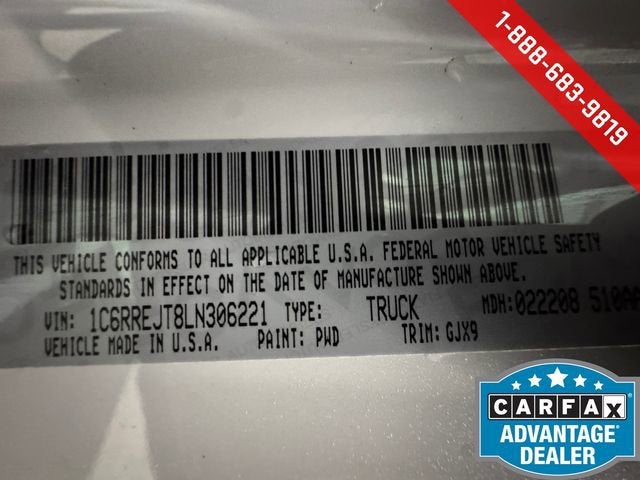 1-888-683-9819
THIS VEHICLE CONFORMS TO ALL APPLICABLE U.S.A. FEDERAL MOTOR VEHICLE SAFETY
STANDARDS IN EFFECT ON THE DATE OF MANUFACTURE SHOWN ABOVE.
VIN: 1C6RREJT8LN306221 TYPE: TRUCK MDH:022208 510A
VEHICLE MADE IN U.S.A. PAINT: PWD TRIM: GJX9
CARFAX
ADVANTAGE
DEALER